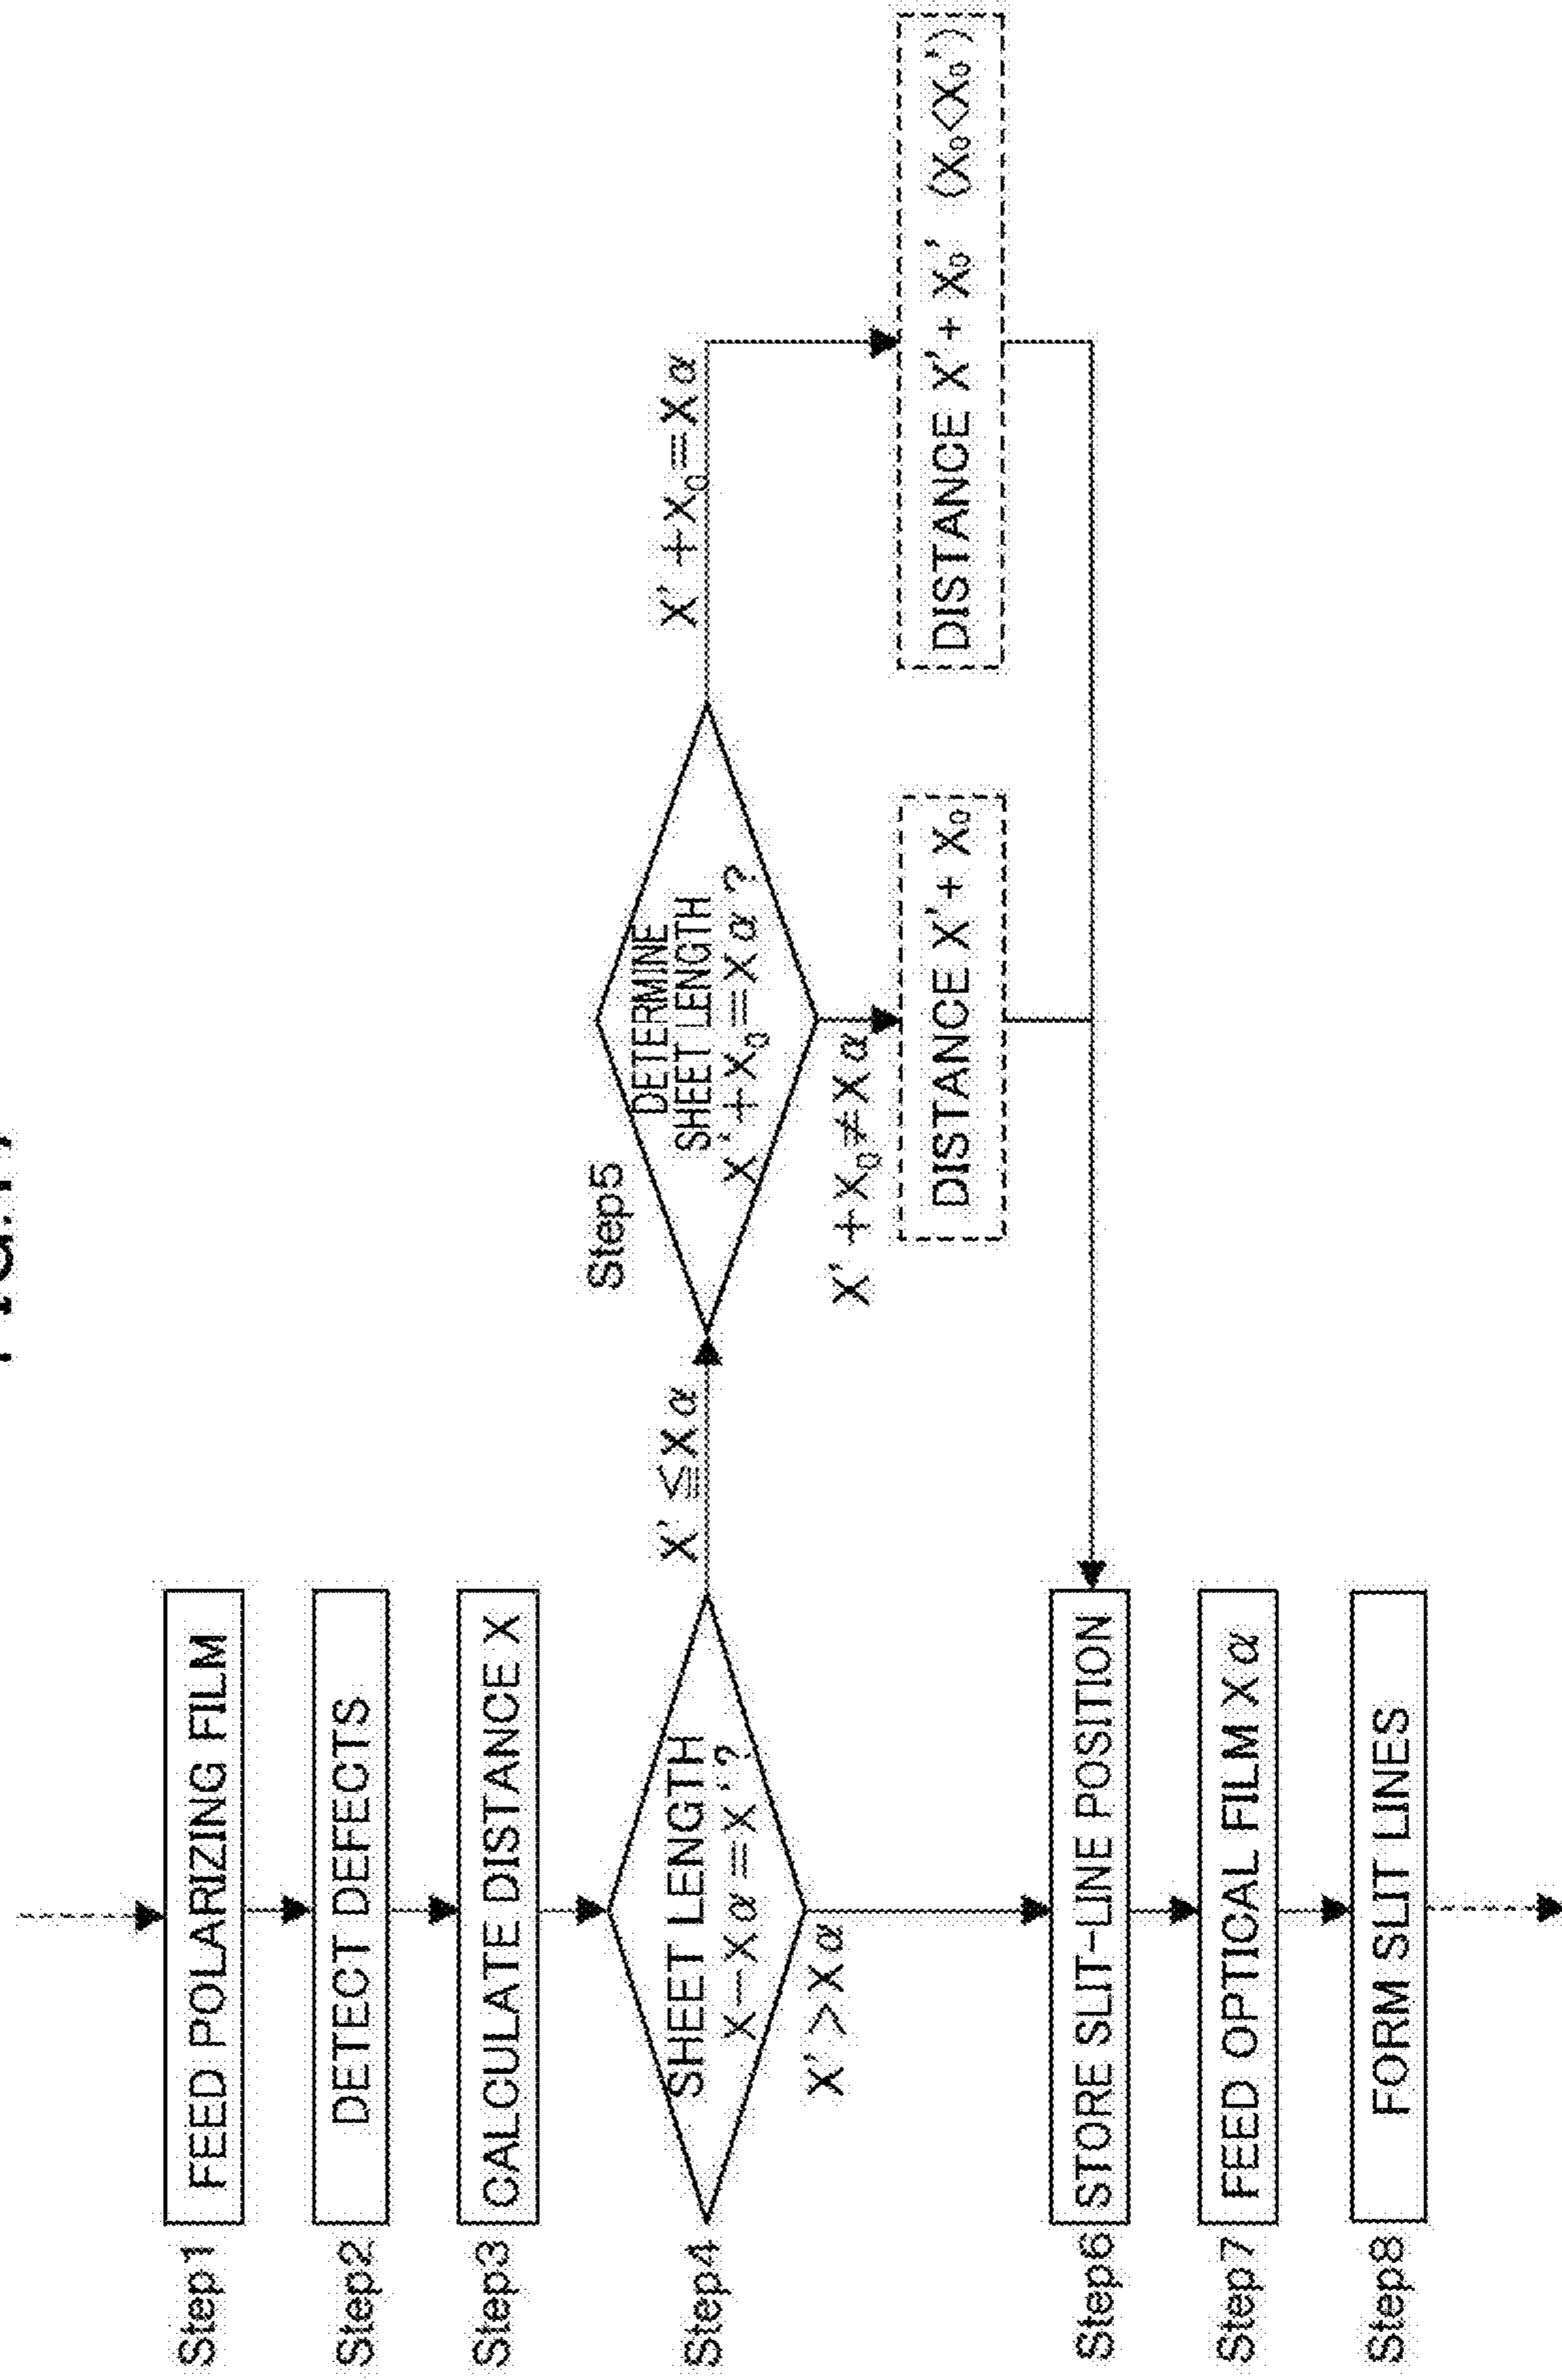 Step1
FEED POLARIZING FILM
Step2
DETECT DEFECTS
Step3
CALCULATE DISTANCE X
Step4
SHEET LENGTH
X−Xα=X'?
X'≦Xα
X'>Xα
Step5
DETERMINE
SHEET LENGTH
X'+X₀=Xα?
X'+X₀=Xα
X'+X₀≠Xα
DISTANCE X'+X₀
DISTANCE X'+X₀' (X₀<X₀')
Step6
STORE SLIT-LINE POSITION
Step7
FEED OPTICAL FILM Xα
Step8
FORM SLIT LINES